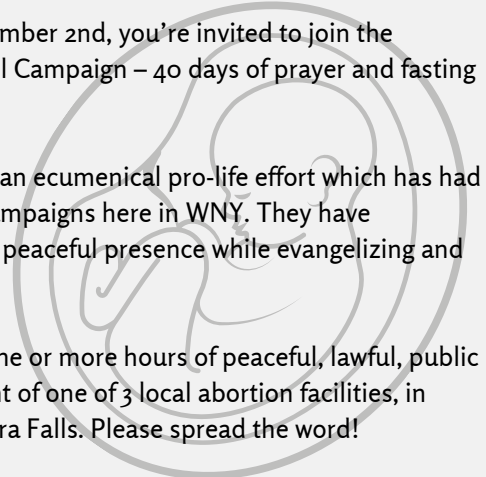 mber 2nd, you’re invited to join the
l Campaign – 40 days of prayer and fasting
an ecumenical pro-life effort which has had
mpaigns here in WNY. They have
peaceful presence while evangelizing and
ne or more hours of peaceful, lawful, public
t of one of 3 local abortion facilities, in
ra Falls. Please spread the word!